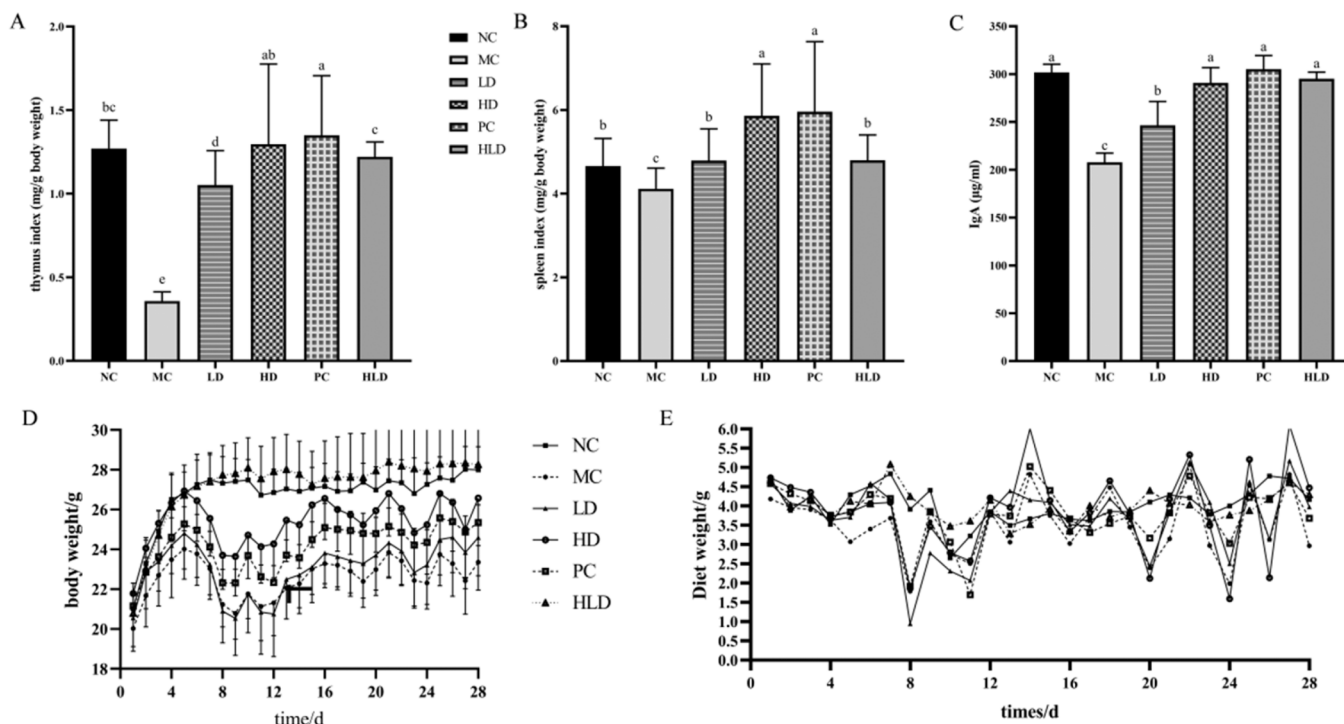 A
thymus index (mg/g body weight)
2.0
1.5
1.0
0.5
0.0
bc
e
d
ab
a
c
NC
MC
LD
HD
PC
HLD
NC
MC
LD
HD
PC
HLD
B
spleen index (mg/g body weight)
8
6
4
2
0
b
c
b
a
a
b
NC
MC
LD
HD
PC
HLD
C
IgA (μg/ml)
350
300
250
200
150
100
50
0
a
c
b
a
a
a
NC
MC
LD
HD
PC
HLD
D
body weight/g
30
28
26
24
22
20
18
0
4
8
12
16
20
24
28
time/d
NC
MC
LD
HD
PC
HLD
E
Diet weight/g
6.0
5.5
5.0
4.5
4.0
3.5
3.0
2.5
2.0
1.5
1.0
0.5
0.0
0
4
8
12
16
20
24
28
times/d